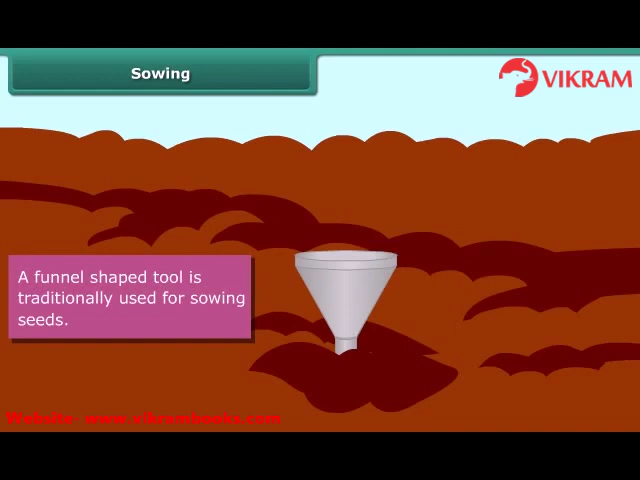 Sowing
VIKRAM
A funnel shaped tool is
traditionally used for sowing
seeds.
Website- www.vikrambooks.com